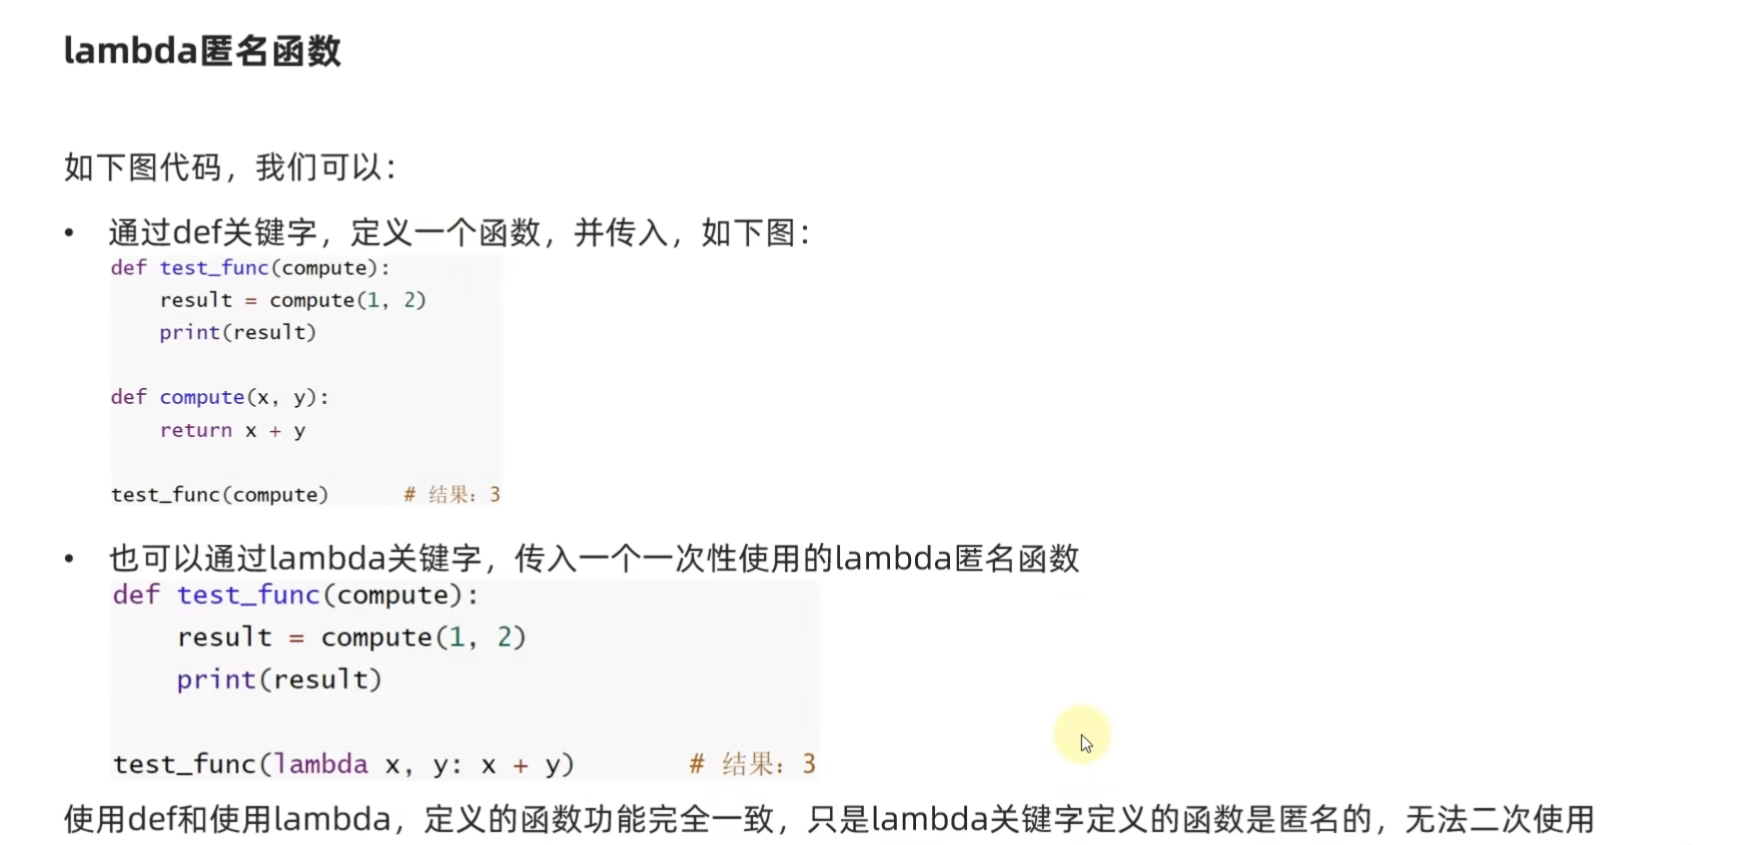 lambda匿名函数
如下图代码，我们可以：
• 通过def关键字，定义一个函数，并传入，如下图：
def test_func(compute):
    result = compute(1, 2)
    print(result)
def compute(x, y):
    return x + y
test_func(compute)      # 结果：3
• 也可以通过lambda关键字，传入一个一次性使用的lambda匿名函数
def test_func(compute):
    result = compute(1, 2)
    print(result)
test_func(lambda x, y: x + y)       # 结果：3
使用def和使用lambda，定义的函数功能完全一致，只是lambda关键字定义的函数是匿名的，无法二次使用